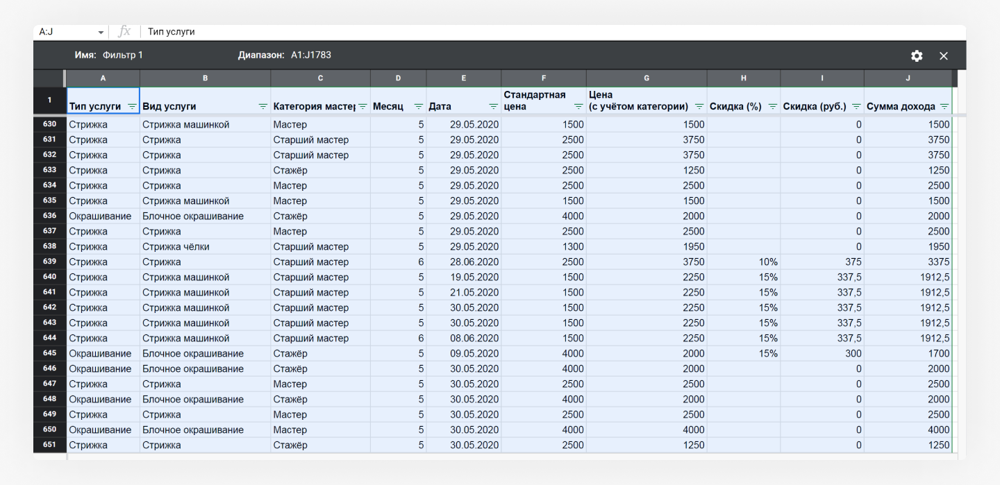 A:J fx Тип услуги
Имя: Фильтр 1 Диапазон: A1:J1783
A B C D E F G H I J
1 Тип услуги Вид услуги Категория мастер Месяц Дата Стандартная цена Цена (с учётом категории) Скидка (%) Скидка (руб.) Сумма дохода
630 Стрижка Стрижка машинкой Мастер 5 29.05.2020 1500 1500 0 1500
631 Стрижка Стрижка Старший мастер 5 29.05.2020 2500 3750 0 3750
632 Стрижка Стрижка Старший мастер 5 29.05.2020 2500 3750 0 3750
633 Стрижка Стрижка Стажёр 5 29.05.2020 2500 1250 0 1250
634 Стрижка Стрижка Мастер 5 29.05.2020 2500 2500 0 2500
635 Стрижка Стрижка машинкой Мастер 5 29.05.2020 1500 1500 0 1500
636 Окрашивание Блочное окрашивание Стажёр 5 29.05.2020 4000 2000 0 2000
637 Стрижка Стрижка Мастер 5 29.05.2020 2500 2500 0 2500
638 Стрижка Стрижка чёлки Старший мастер 5 29.05.2020 1300 1950 0 1950
639 Стрижка Стрижка Старший мастер 6 28.06.2020 2500 3750 10% 375 3375
640 Стрижка Стрижка машинкой Старший мастер 5 19.05.2020 1500 2250 15% 337,5 1912,5
641 Стрижка Стрижка машинкой Старший мастер 5 21.05.2020 1500 2250 15% 337,5 1912,5
642 Стрижка Стрижка машинкой Старший мастер 5 30.05.2020 1500 2250 15% 337,5 1912,5
643 Стрижка Стрижка машинкой Старший мастер 5 30.05.2020 1500 2250 15% 337,5 1912,5
644 Стрижка Стрижка машинкой Старший мастер 6 08.06.2020 1500 2250 15% 337,5 1912,5
645 Окрашивание Блочное окрашивание Стажёр 5 09.05.2020 4000 2000 15% 300 1700
646 Окрашивание Блочное окрашивание Стажёр 5 30.05.2020 4000 2000 0 2000
647 Стрижка Стрижка Мастер 5 30.05.2020 2500 2500 0 2500
648 Окрашивание Блочное окрашивание Стажёр 5 30.05.2020 4000 2000 0 2000
649 Стрижка Стрижка Мастер 5 30.05.2020 2500 2500 0 2500
650 Окрашивание Блочное окрашивание Мастер 5 30.05.2020 4000 4000 0 4000
651 Стрижка Стрижка Стажёр 5 30.05.2020 2500 1250 0 1250